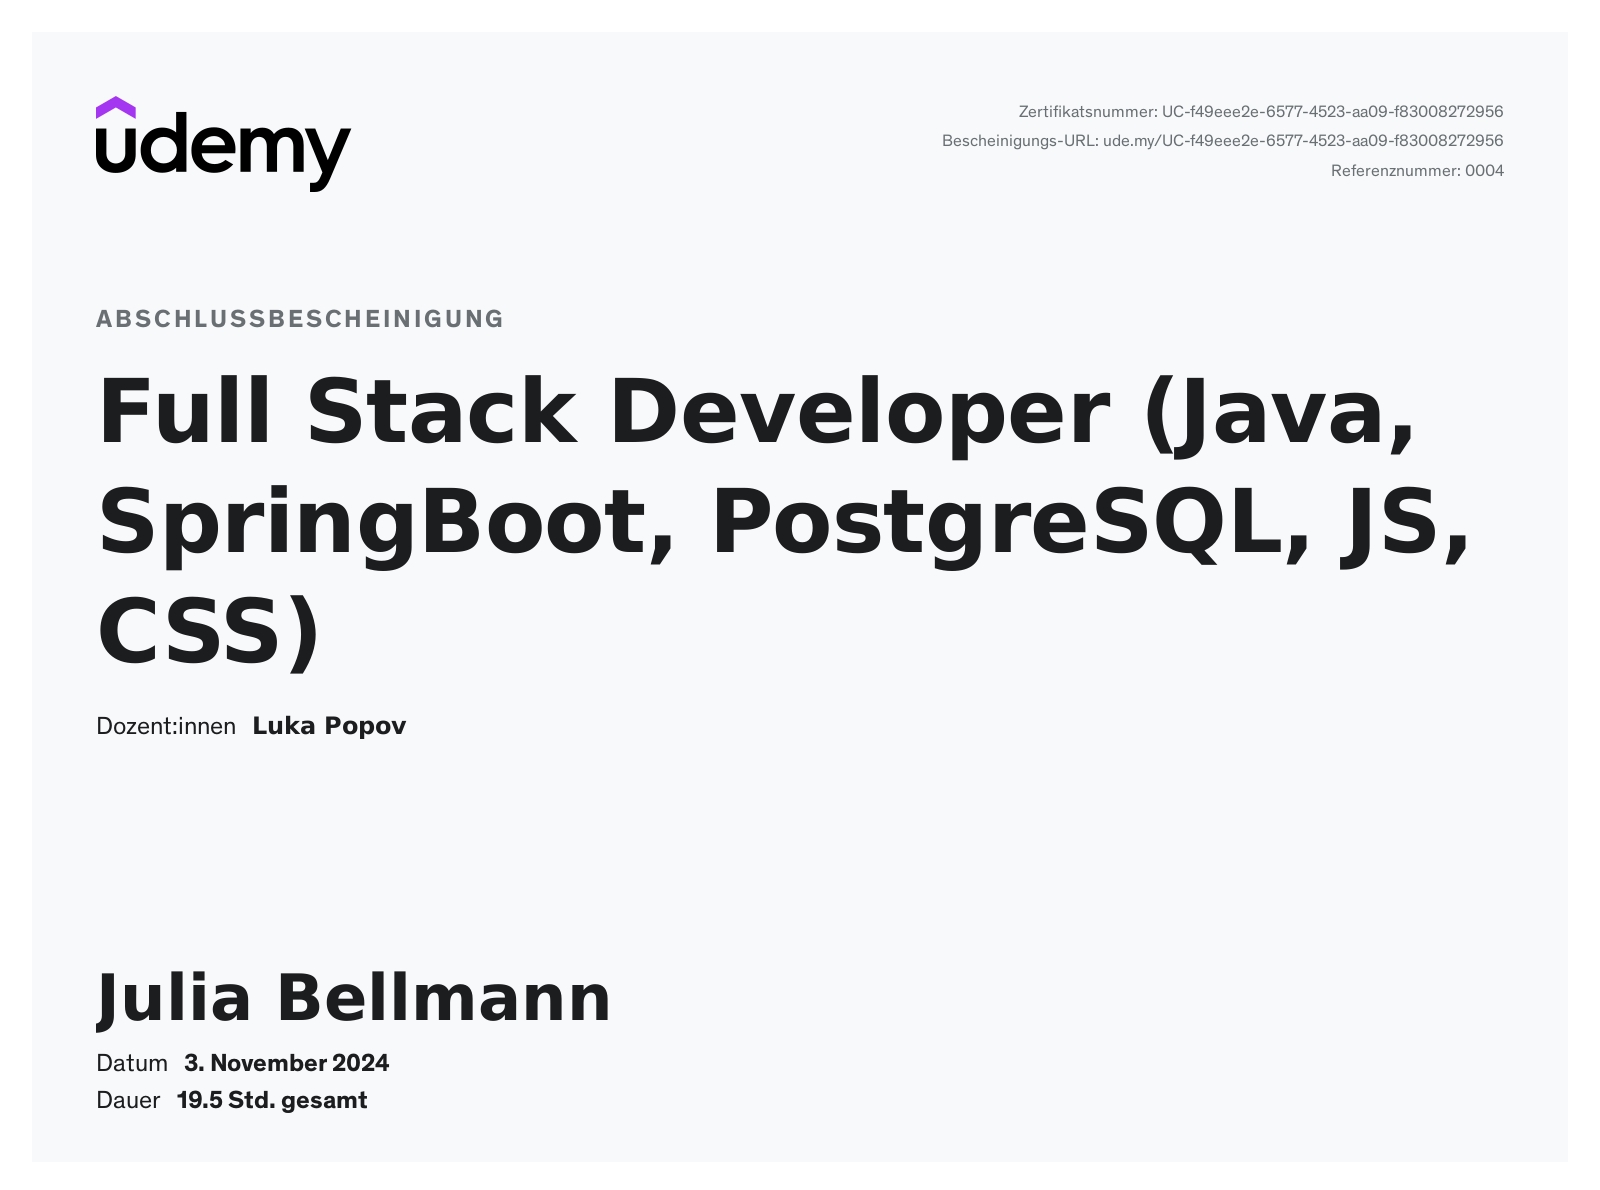 udemy
Zertifikatsnummer: UC-f49eee2e-6577-4523-aa09-f83008272956
Bescheinigungs-URL: ude.my/UC-f49eee2e-6577-4523-aa09-f83008272956
Referenznummer: 0004
ABSCHLUSSBESCHEINIGUNG
Full Stack Developer (Java,
SpringBoot, PostgreSQL, JS,
CSS)
Dozent:innen Luka Popov
Julia Bellmann
Datum 3. November 2024
Dauer 19.5 Std. gesamt